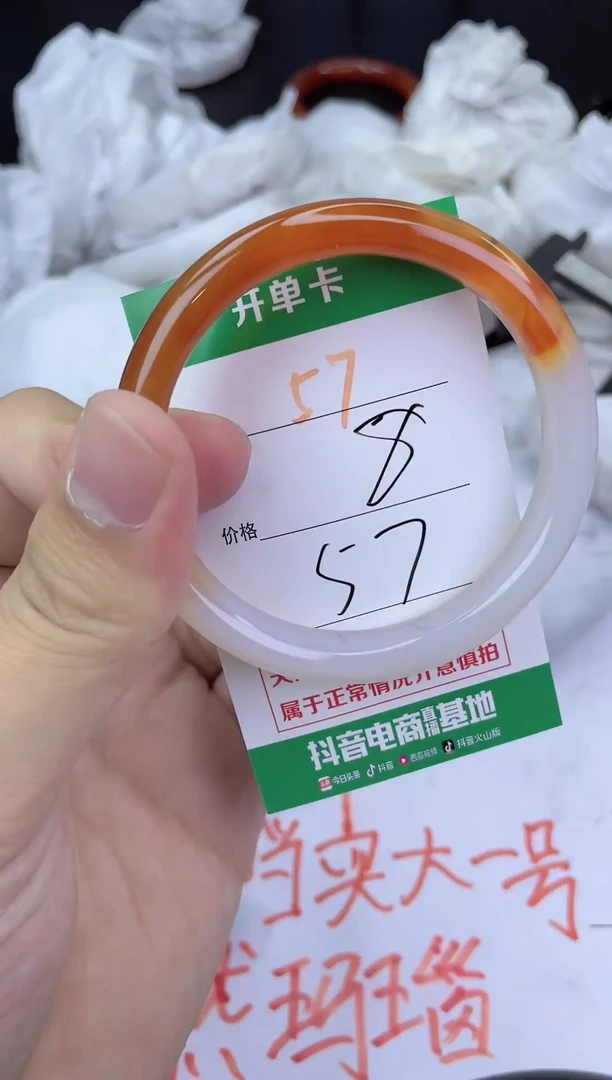 开单卡
57
8
价格
57
属于正常情况介意慎拍
抖音电商直播基地
今日头条 抖音 西瓜视频 抖音火山版
当实大一号
玛瑙